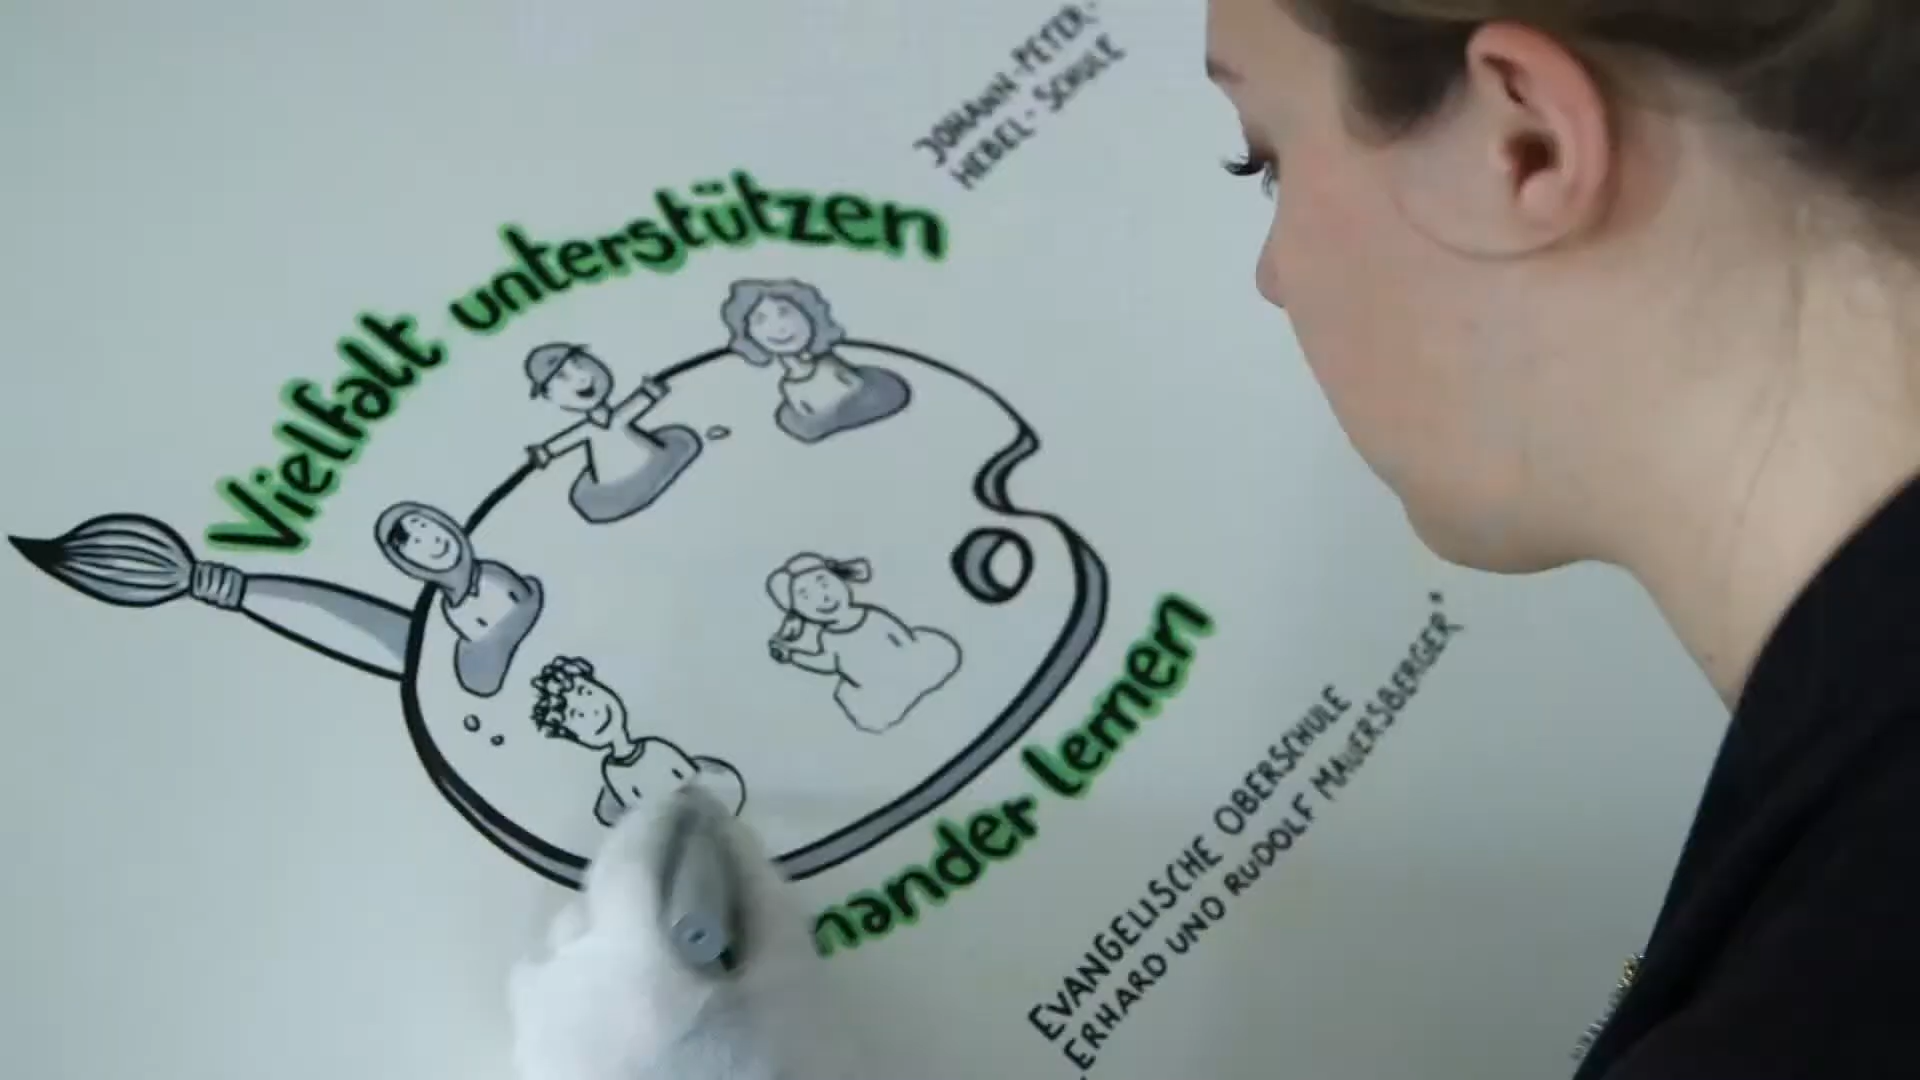 JOHANN-PETER-
HEBEL-SCHULE
Vielfalt unterstützen
nander lernen
EVANGELISCHE OBERSCHULE
ERHARD UND RUDOLF MAUERSBERGER"